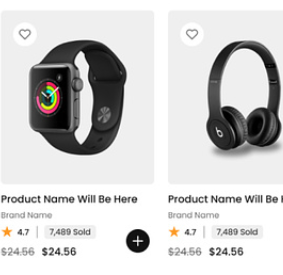 Product Name Will Be Here
Brand Name
4.7 | 7,489 Sold
$24.56 $24.56
Product Name Will Be
Brand Name
4.7 | 7,489 Sold
$24.56 $24.56